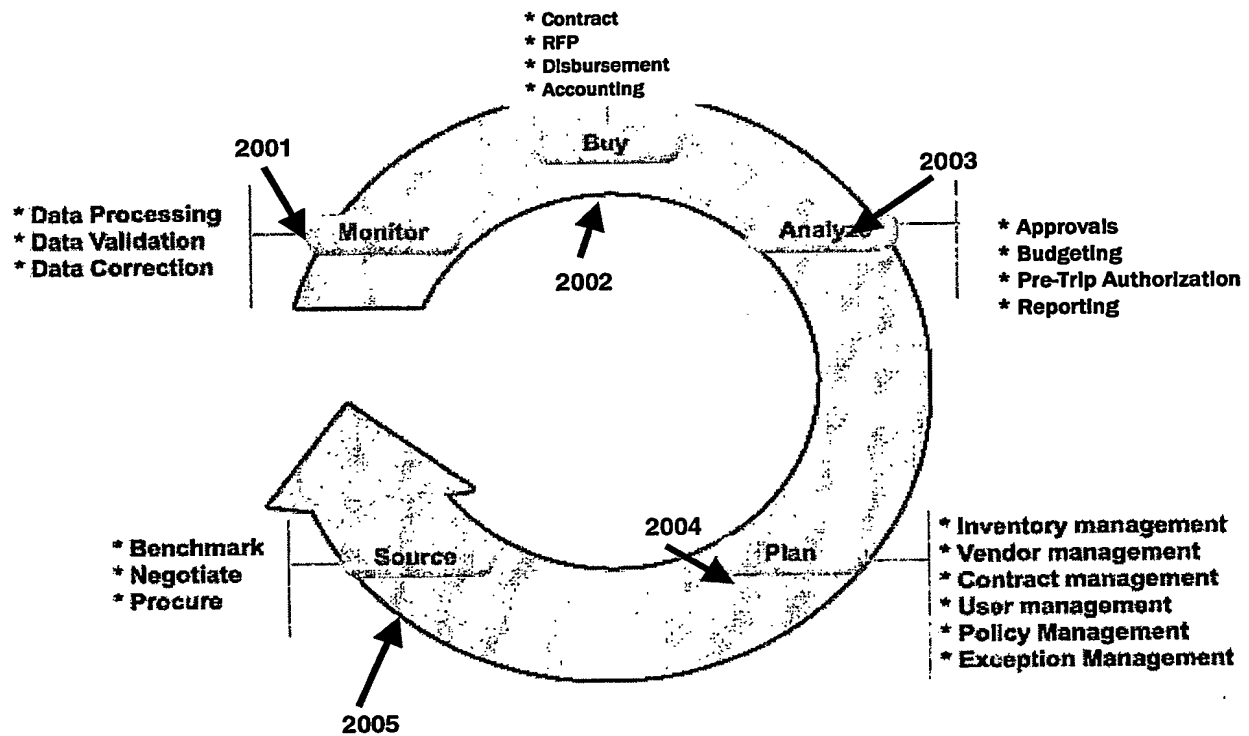 * Contract
* RFP
* Disbursement
* Accounting
Buy
2001
2003
* Data Processing
* Data Validation
* Data Correction
Monitor
Analyze
* Approvals
* Budgeting
* Pre-Trip Authorization
* Reporting
2002
* Benchmark
* Negotiate
* Procure
Source
2004
Plan
* Inventory management
* Vendor management
* Contract management
* User management
* Policy Management
* Exception Management
2005